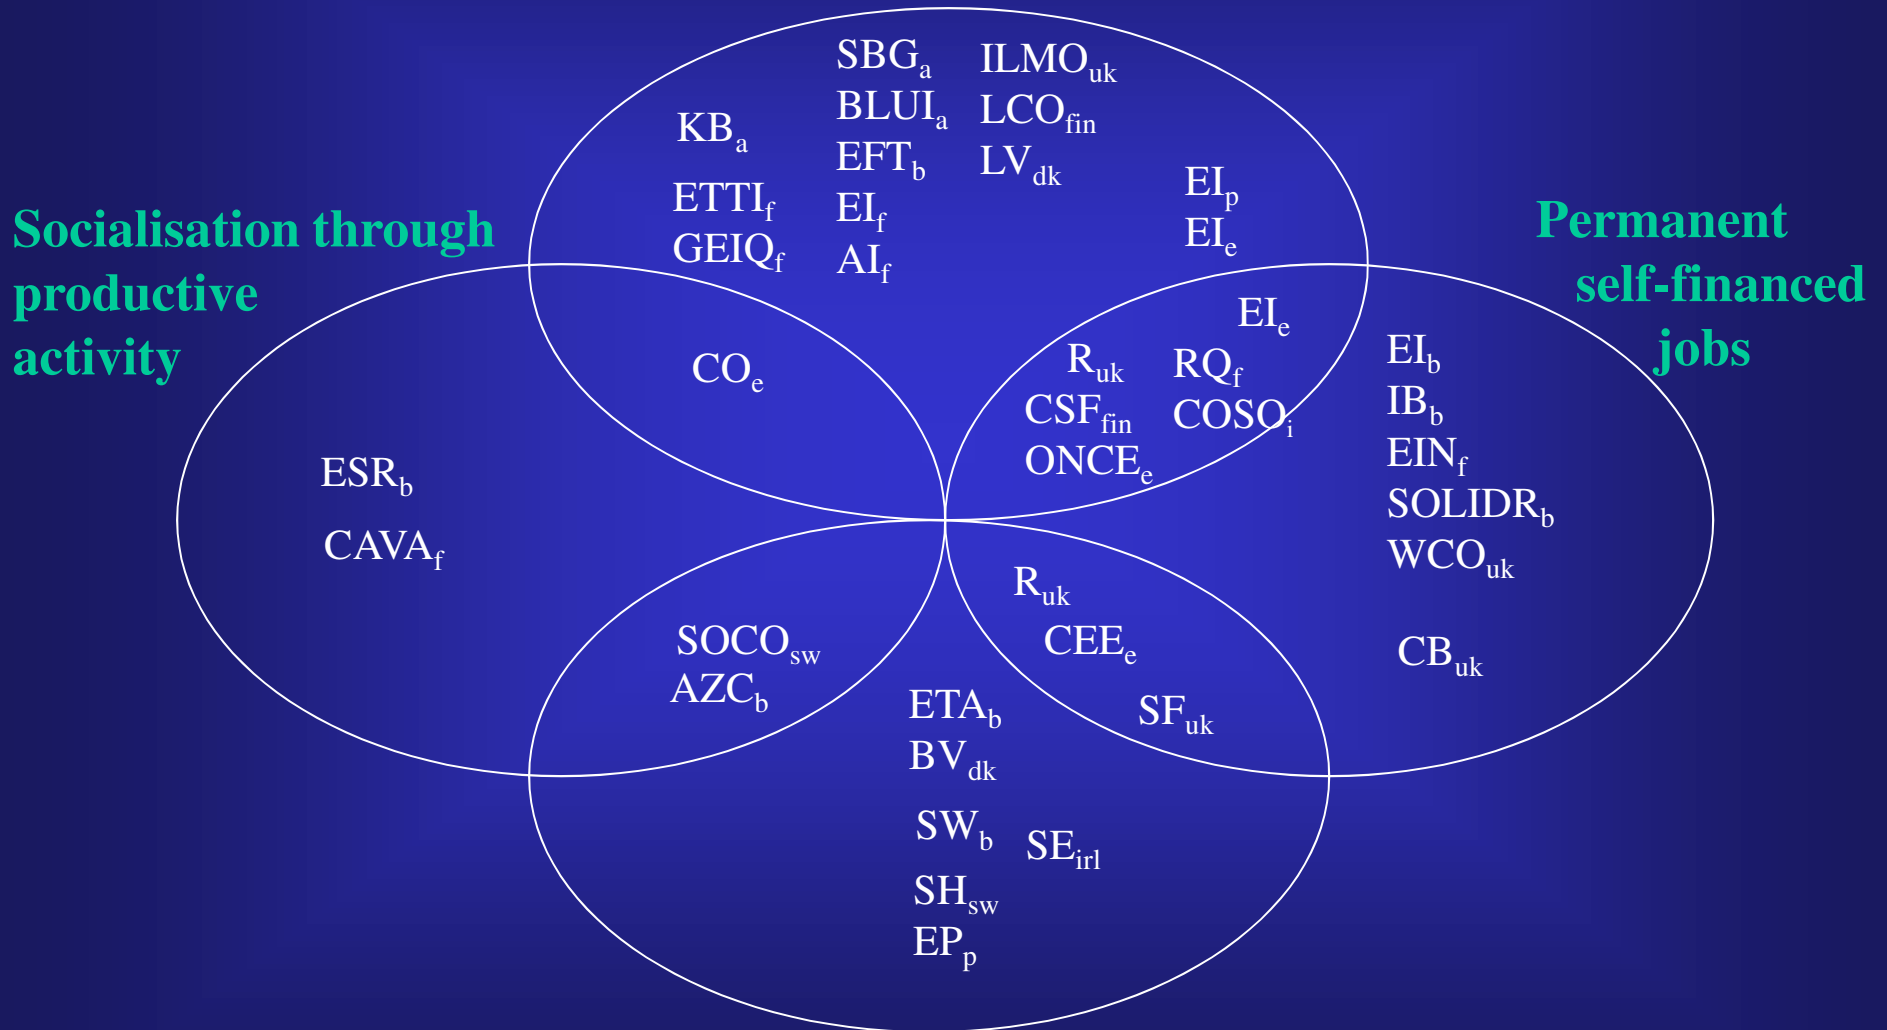 SBGa
BLUIa
EFTb
EIf
AIf
ILMOuk
LCOfin
LVdk
KBa
ETTIf
GEIQf
EIp
EIe
Socialisation through
productive
activity
Permanent
self-financed
jobs
COe
EIe
Ruk
CSFfin
ONCEe
RQf
COSOi
EIb
IBb
EINf
SOLIDRb
WCOuk
CBuk
ESRb
CAVAf
SOCOsw
AZCb
Ruk
CEEe
SFuk
ETAb
BVdk
SWb
SEirl
SHsw
EPp